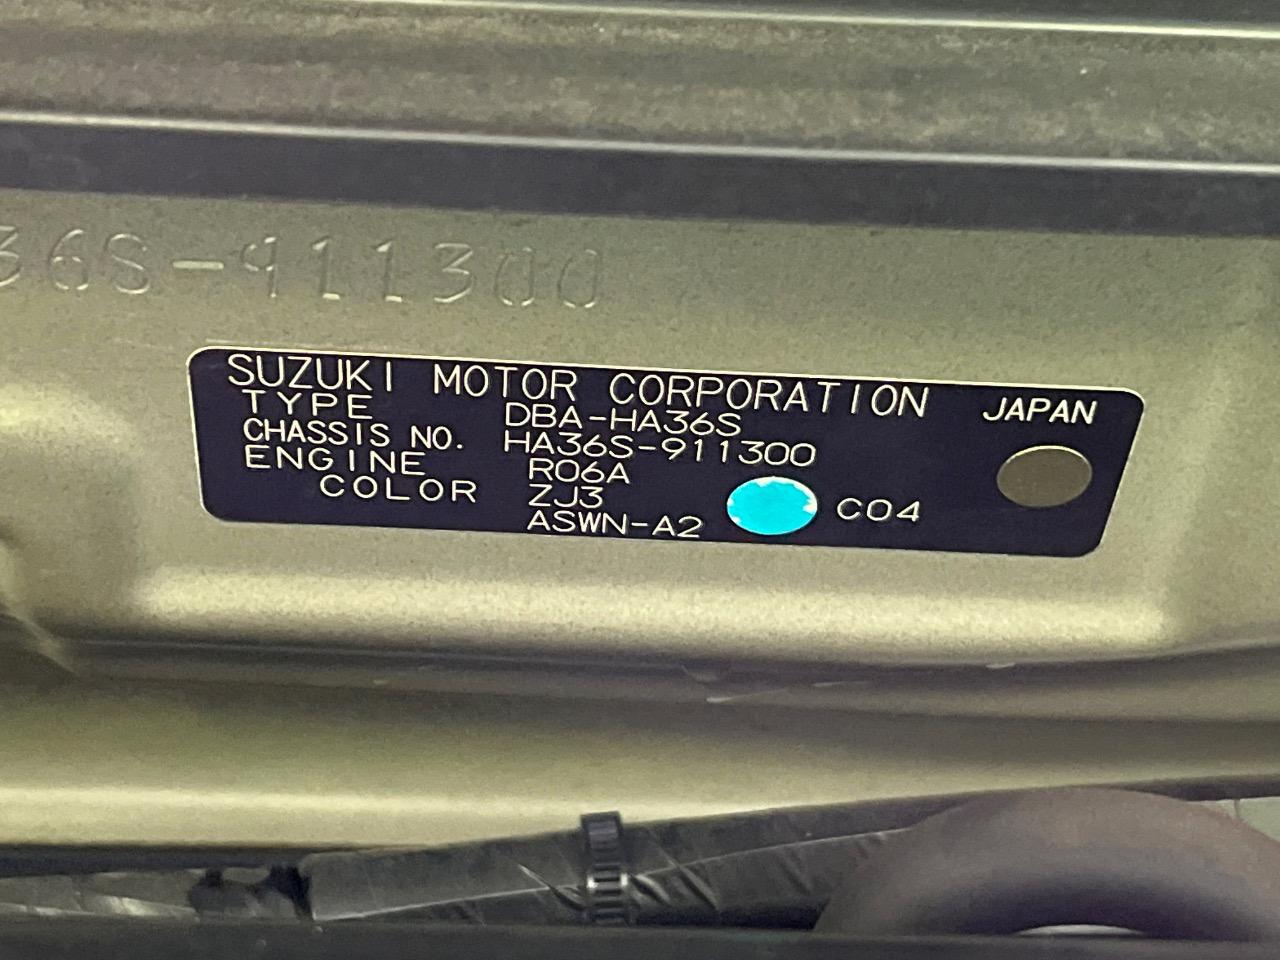 36S-911300
SUZUKI MOTOR CORPORATION JAPAN
TYPE DBA-HA36S
CHASSIS NO. HA36S-911300
ENGINE R06A
COLOR ZJ3 C04
ASWN-A2